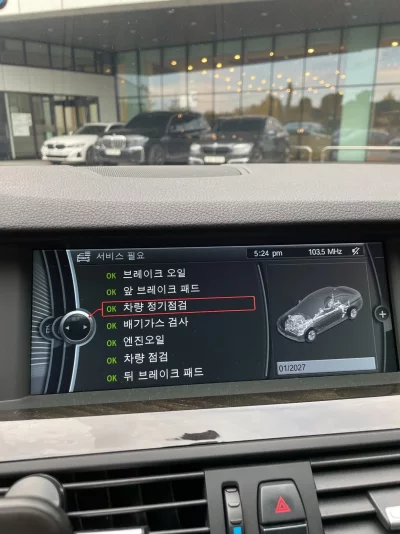 서비스 필요
5:24 pm
103.5 MHz
OK 브레이크 오일
OK 앞 브레이크 패드
OK 차량 정기점검
OK 배기가스 검사
OK 엔진오일
OK 차량 점검
OK 뒤 브레이크 패드
01/2027